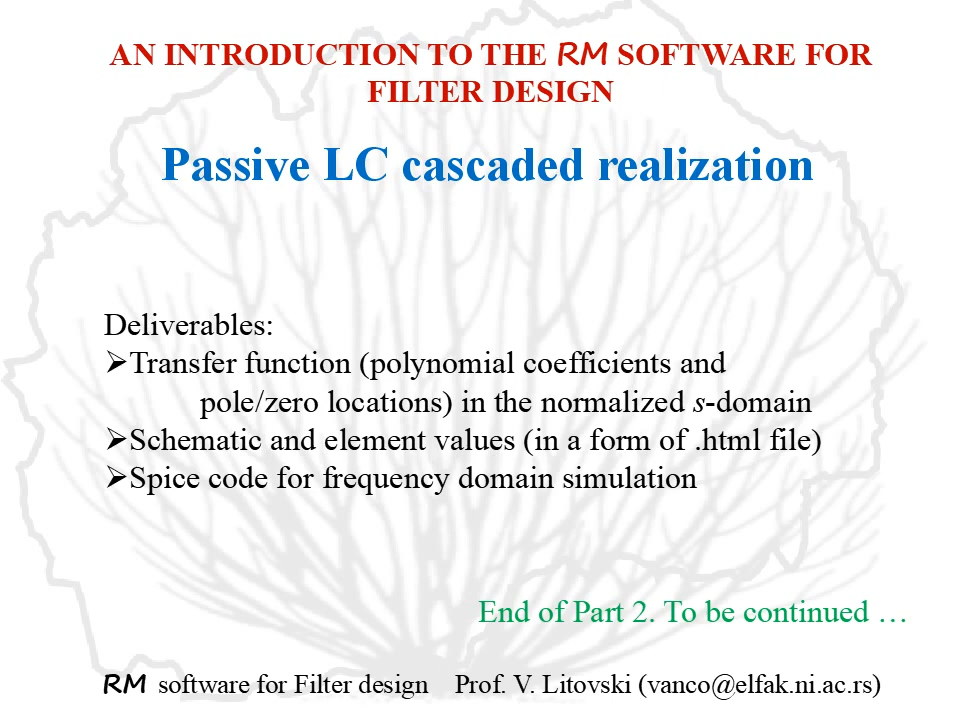 AN INTRODUCTION TO THE RM SOFTWARE FOR
FILTER DESIGN
Passive LC cascaded realization
Deliverables:
➢Transfer function (polynomial coefficients and
pole/zero locations) in the normalized s-domain
➢Schematic and element values (in a form of .html file)
➢Spice code for frequency domain simulation
End of Part 2. To be continued …
RM software for Filter design Prof. V. Litovski (vanco@elfak.ni.ac.rs)